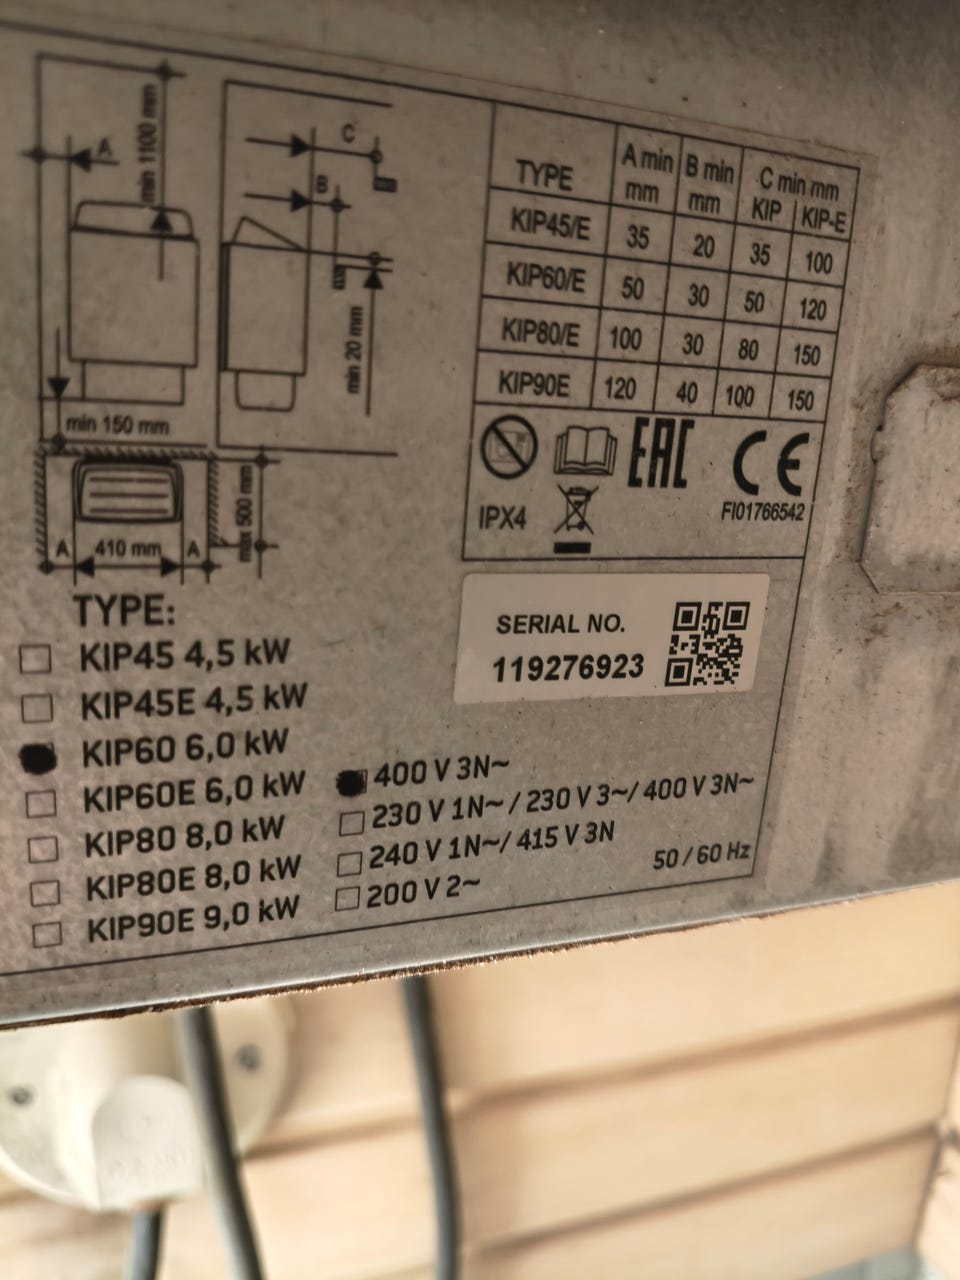 A
min 1100 mm
C
B
min 20 mm
min 150 mm
max 500 mm
A 410 mm A
TYPE A min mm B min mm C min mm KIP KIP-E
KIP45/E 35 20 35 100
KIP60/E 50 30 50 120
KIP80/E 100 30 80 150
KIP90E 120 40 100 150
EAC CE
IPX4 FI01766542
SERIAL NO.
119276923
TYPE:
KIP45 4,5 kW
KIP45E 4,5 kW
KIP60 6,0 kW
KIP60E 6,0 kW
KIP80 8,0 kW
KIP80E 8,0 kW
KIP90E 9,0 kW
400 V 3N~
230 V 1N~ / 230 V 3~/ 400 V 3N~
240 V 1N~/ 415 V 3N
200 V 2~
50 / 60 Hz